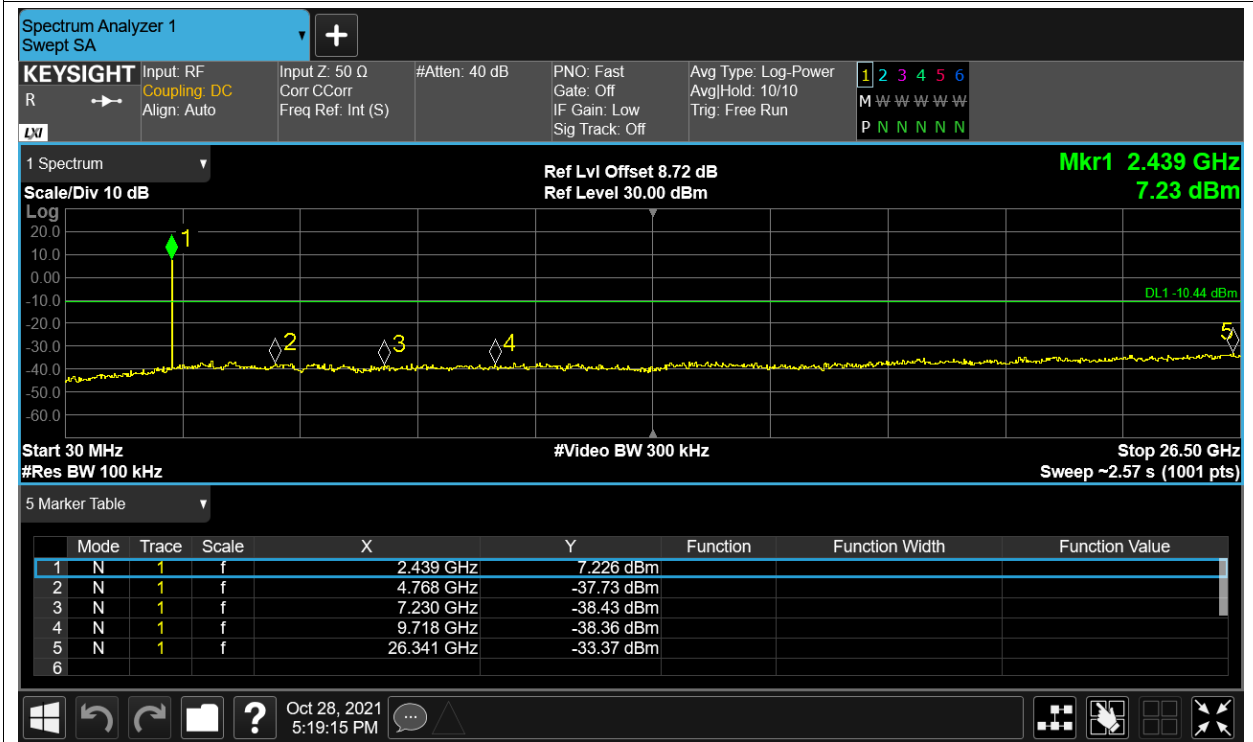 Spectrum Analyzer 1
Swept SA
KEYSIGHT
R
LXI
Input: RF
Coupling: DC
Align: Auto
Input Z: 50 Ω
Corr CCorr
Freq Ref: Int (S)
#Atten: 40 dB
PNO: Fast
Gate: Off
IF Gain: Low
Sig Track: Off
Avg Type: Log-Power
Avg|Hold: 10/10
Trig: Free Run
1 2 3 4 5 6
M W W W W W
P N N N N N
1 Spectrum
Scale/Div 10 dB
Ref Lvl Offset 8.72 dB
Ref Level 30.00 dBm
Mkr1 2.439 GHz
7.23 dBm
Log
20.0
10.0
0.00
-10.0
-20.0
-30.0
-40.0
-50.0
-60.0
1
2
3
4
5
DL1 -10.44 dBm
Start 30 MHz
#Video BW 300 kHz
Stop 26.50 GHz
#Res BW 100 kHz
Sweep ~2.57 s (1001 pts)
5 Marker Table
Mode Trace Scale X Y Function Function Width Function Value
1 N 1 f 2.439 GHz 7.226 dBm
2 N 1 f 4.768 GHz -37.73 dBm
3 N 1 f 7.230 GHz -38.43 dBm
4 N 1 f 9.718 GHz -38.36 dBm
5 N 1 f 26.341 GHz -33.37 dBm
6
?
Oct 28, 2021
5:19:15 PM